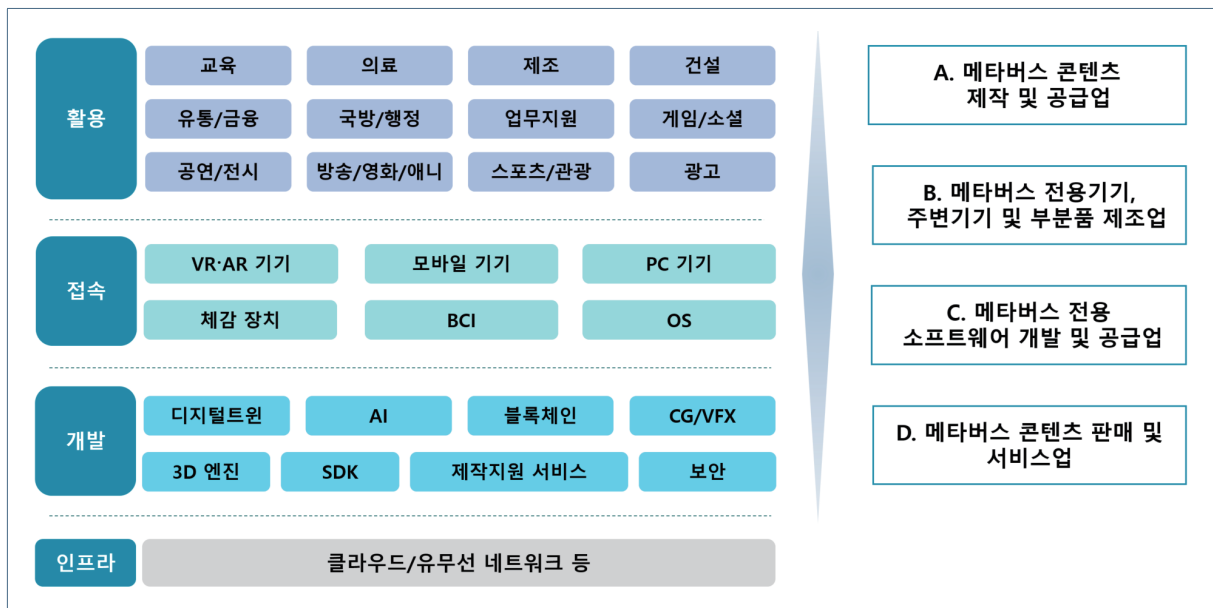 활용
교육
의료
제조
건설
유통/금융
국방/행정
업무지원
게임/소셜
공연/전시
방송/영화/애니
스포츠/관광
광고
접속
VR·AR 기기
모바일 기기
PC 기기
체감 장치
BCI
OS
개발
디지털트윈
AI
블록체인
CG/VFX
3D 엔진
SDK
제작지원 서비스
보안
인프라
클라우드/유무선 네트워크 등
A. 메타버스 콘텐츠
제작 및 공급업
B. 메타버스 전용기기,
주변기기 및 부분품 제조업
C. 메타버스 전용
소프트웨어 개발 및 공급업
D. 메타버스 콘텐츠 판매 및
서비스업